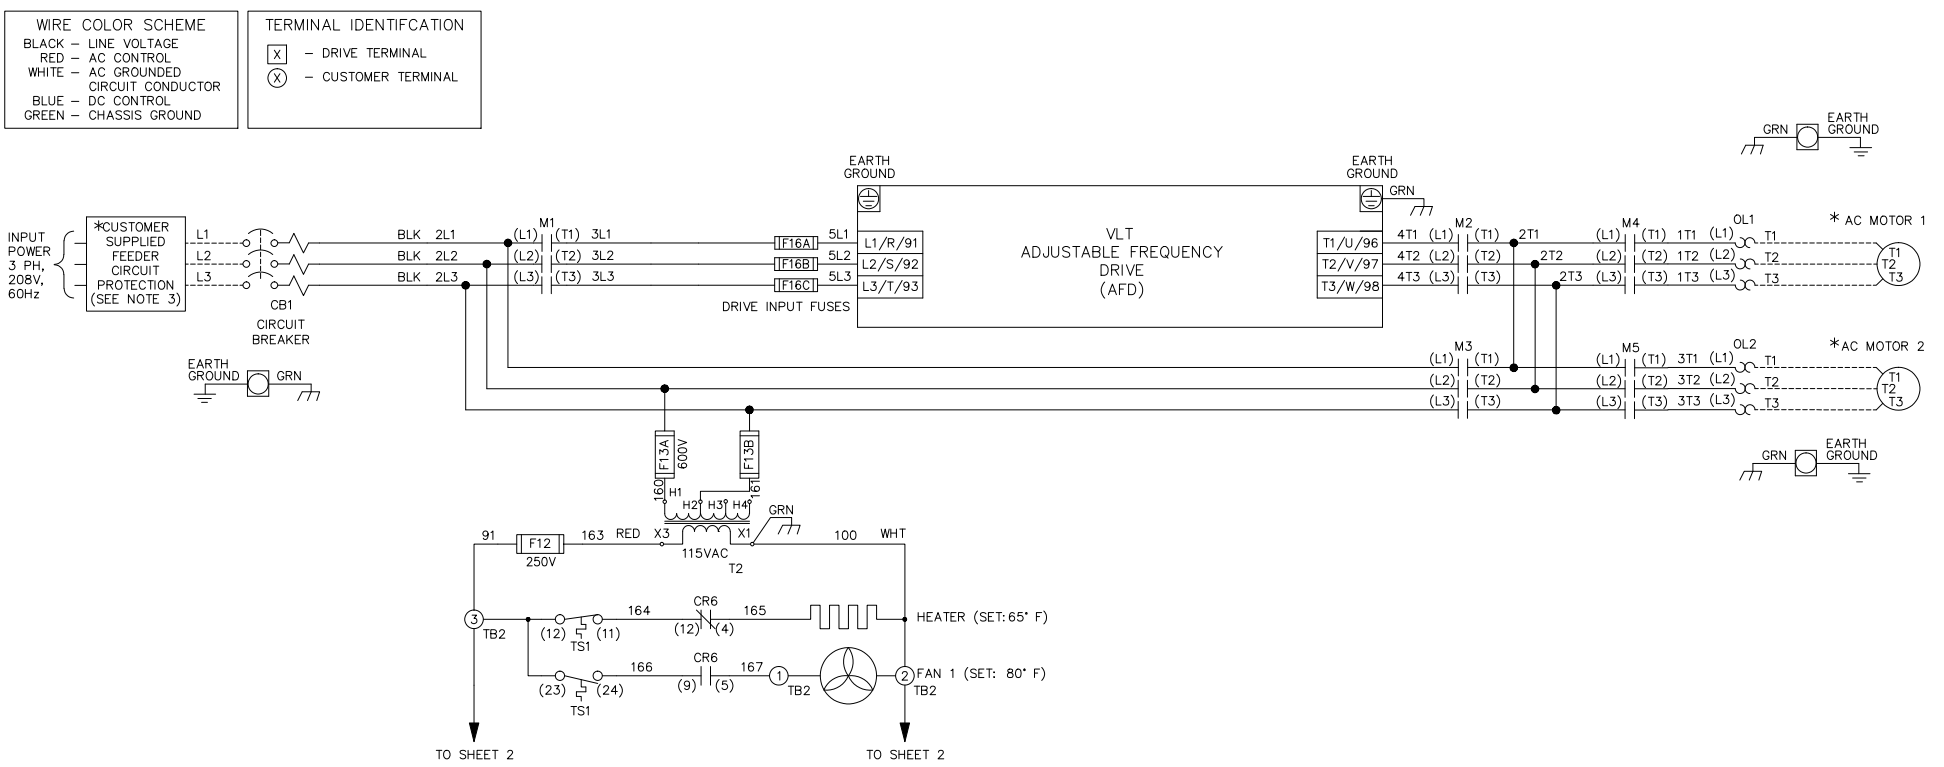 WIRE COLOR SCHEME
BLACK – LINE VOLTAGE
RED – AC CONTROL
WHITE – AC GROUNDED
CIRCUIT CONDUCTOR
BLUE – DC CONTROL
GREEN – CHASSIS GROUND
TERMINAL IDENTIFCATION
X – DRIVE TERMINAL
X – CUSTOMER TERMINAL
EARTH
GROUND
GRN
INPUT
POWER
3 PH,
208V,
60Hz
*CUSTOMER
SUPPLIED
FEEDER
CIRCUIT
PROTECTION
(SEE NOTE 3)
L1
L2
L3
CB1
CIRCUIT
BREAKER
EARTH
GROUND
GRN
BLK 2L1
BLK 2L2
BLK 2L3
M1
(L1) (T1) 3L1
(L2) (T2) 3L2
(L3) (T3) 3L3
F16A 5L1
F16B 5L2
F16C 5L3
DRIVE INPUT FUSES
EARTH
GROUND
L1/R/91
L2/S/92
L3/T/93
VLT
ADJUSTABLE FREQUENCY
DRIVE
(AFD)
EARTH
GROUND
GRN
T1/U/96
T2/V/97
T3/W/98
M2
4T1 (L1) (T1) 2T1
4T2 (L2) (T2) 2T2
4T3 (L3) (T3) 2T3
M4
(L1) (T1) 1T1 (L1)
(L2) (T2) 1T2 (L2)
(L3) (T3) 1T3 (L3)
OL1
T1
T2
T3
* AC MOTOR 1
T1
T2
T3
M3
(L1) (T1)
(L2) (T2)
(L3) (T3)
M5
(L1) (T1) 3T1 (L1)
(L2) (T2) 3T2 (L2)
(L3) (T3) 3T3 (L3)
OL2
T1
T2
T3
*AC MOTOR 2
T1
T2
T3
EARTH
GROUND
GRN
F13A
600V
F13B
160
161
H1
H2
H3
H4
GRN
91
F12
250V
163 RED
X3
X1
115VAC
T2
100 WHT
3
TB2
(12) (11)
TS1
164
CR6
(12) (4)
165
HEATER (SET:65° F)
(23) (24)
TS1
166
CR6
(9) (5)
167
1
TB2
2
TB2
FAN 1 (SET: 80° F)
TO SHEET 2
TO SHEET 2